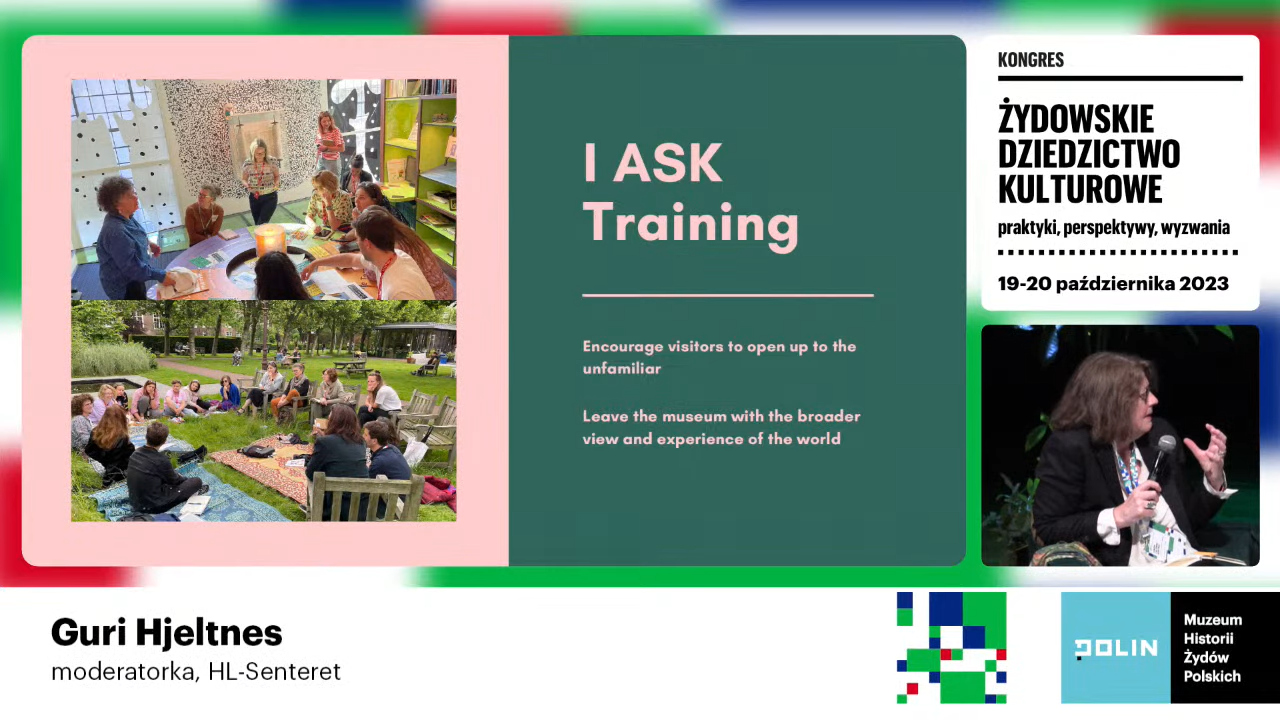 I ASK
Training
Encourage visitors to open up to the
unfamiliar
Leave the museum with the broader
view and experience of the world
KONGRES
ŻYDOWSKIE
DZIEDZICTWO
KULTUROWE
praktyki, perspektywy, wyzwania
19-20 października 2023
Guri Hjeltnes
moderatorka, HL-Senteret
POLIN
Muzeum
Historii
Żydów
Polskich